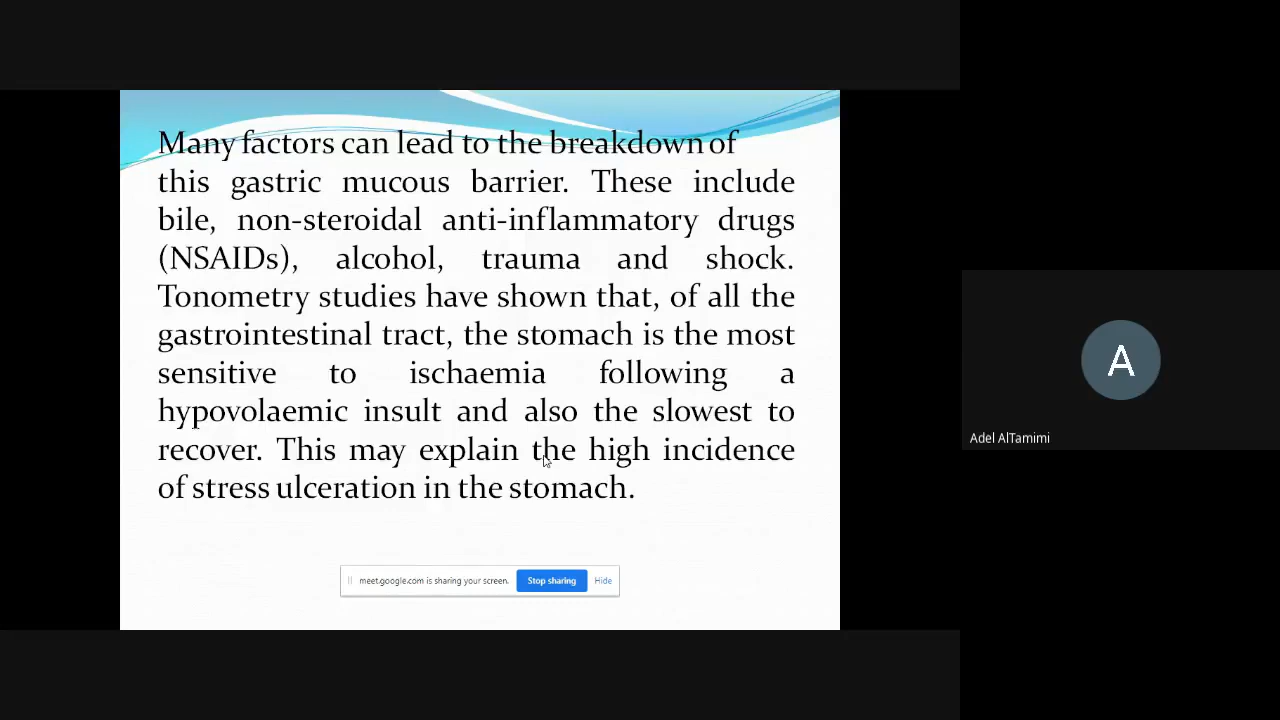 Many factors can lead to the breakdown of
this gastric mucous barrier. These include
bile, non-steroidal anti-inflammatory drugs
(NSAIDs), alcohol, trauma and shock.
Tonometry studies have shown that, of all the
gastrointestinal tract, the stomach is the most
sensitive to ischaemia following a
hypovolaemic insult and also the slowest to
recover. This may explain the high incidence
of stress ulceration in the stomach.
meet.google.com is sharing your screen. Stop sharing Hide
A
Adel AlTamimi